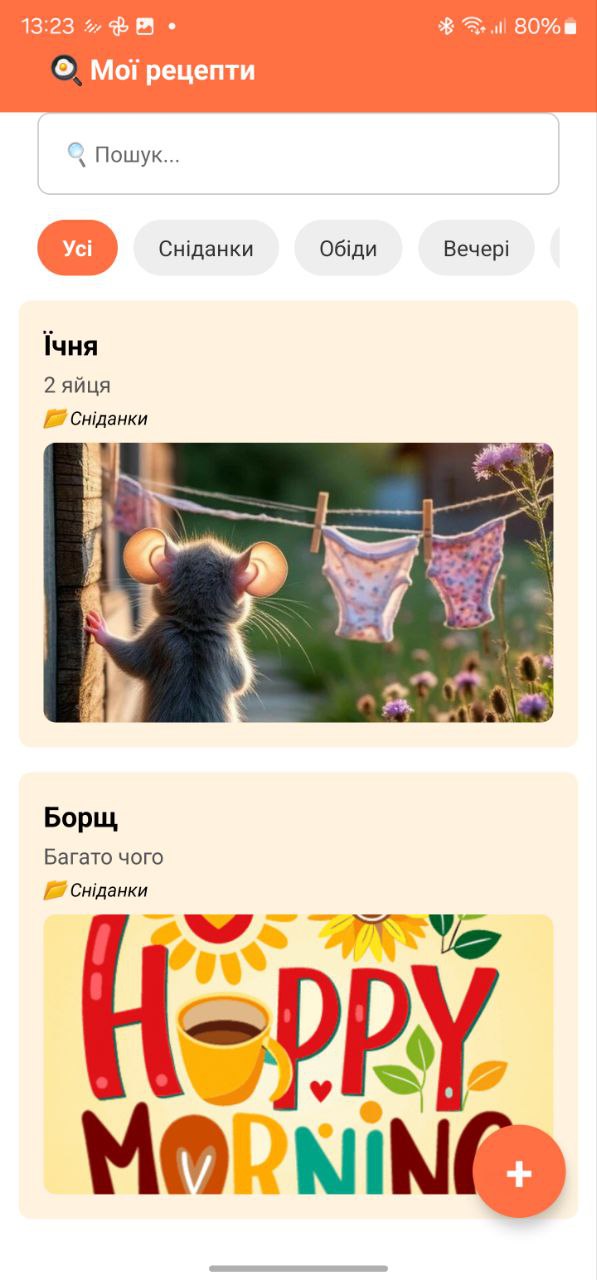 13:23 80%
🍳 Мої рецепти
🔍 Пошук...
Усі Сніданки Обіди Вечері
Їчня
2 яйця
📂 Сніданки
Борщ
Багато чого
📂 Сніданки
HAPPY
MORNING
+